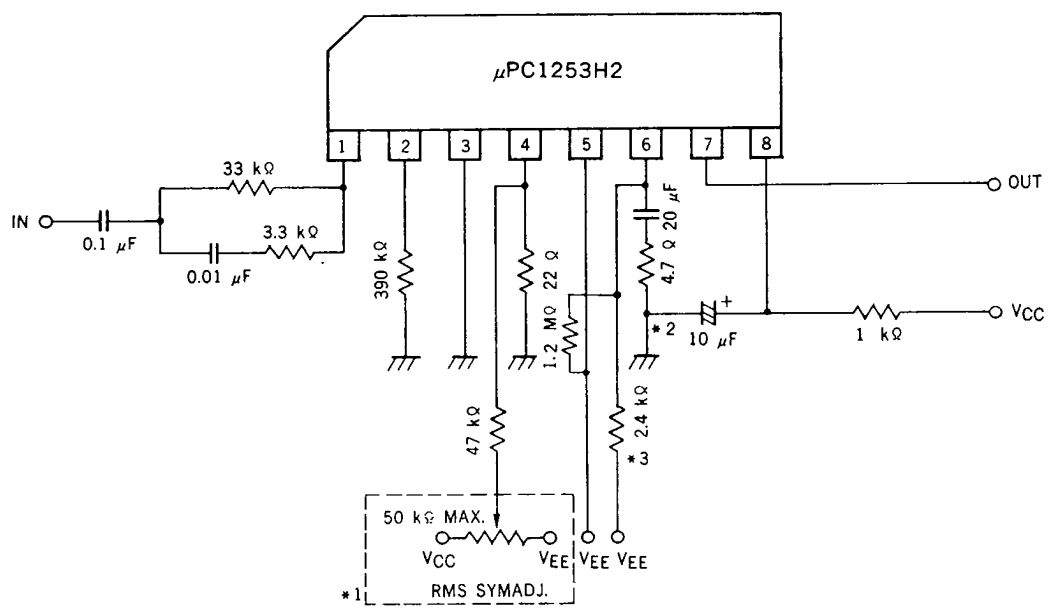 μPC1253H2
1 2 3 4 5 6 7 8
33 kΩ
IN
0.1 μF
3.3 kΩ
0.01 μF
390 kΩ
22 Ω
47 kΩ
1.2 MΩ
20 μF
4.7 Ω
*2
+
10 μF
2.4 kΩ
*3
OUT
VCC
1 kΩ
50 kΩ MAX.
VCC VEE VEE VEE
*1 RMS SYMADJ.